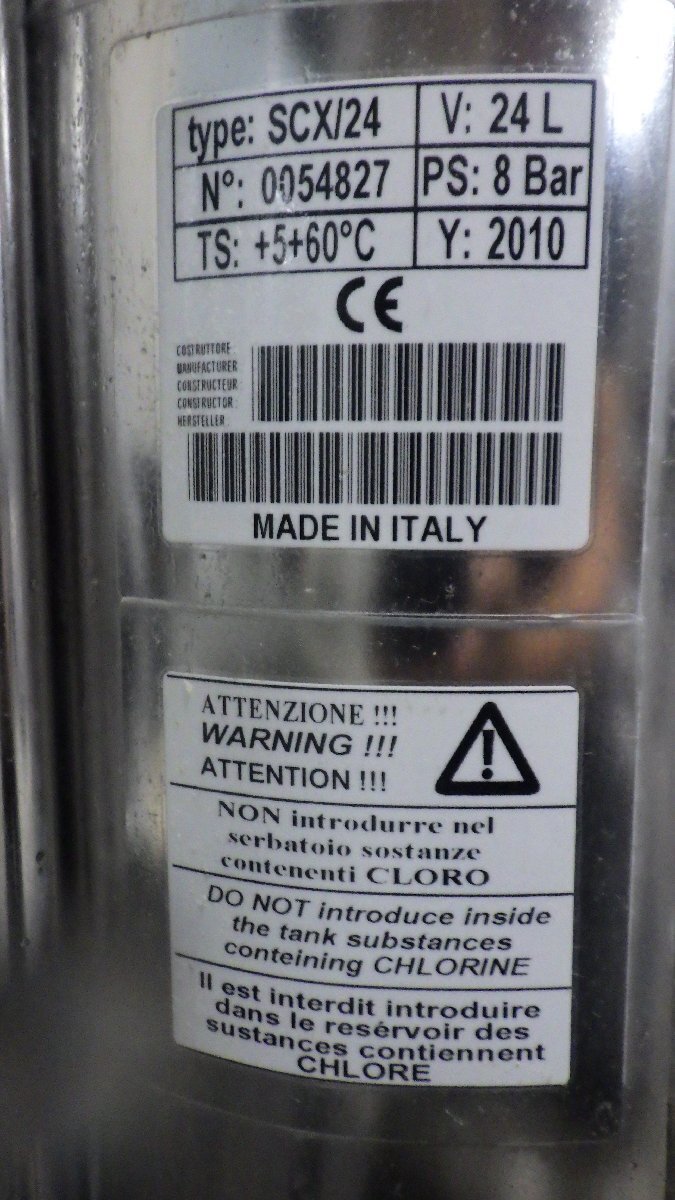 type: SCX/24 V: 24 L
N°: 0054827 PS: 8 Bar
TS: +5+60°C Y: 2010
CE
COSTRUTTORE:
MANUFACTURER
CONSTRUCTEUR:
CONSTRUCTOR:
HERSTELLER:
MADE IN ITALY
ATTENZIONE !!!
WARNING !!!
ATTENTION !!!
NON introdurre nel
serbatoio sostanze
contenenti CLORO
DO NOT introduce inside
the tank substances
conteining CHLORINE
Il est interdit introduire
dans le resérvoir des
sustances contiennent
CHLORE